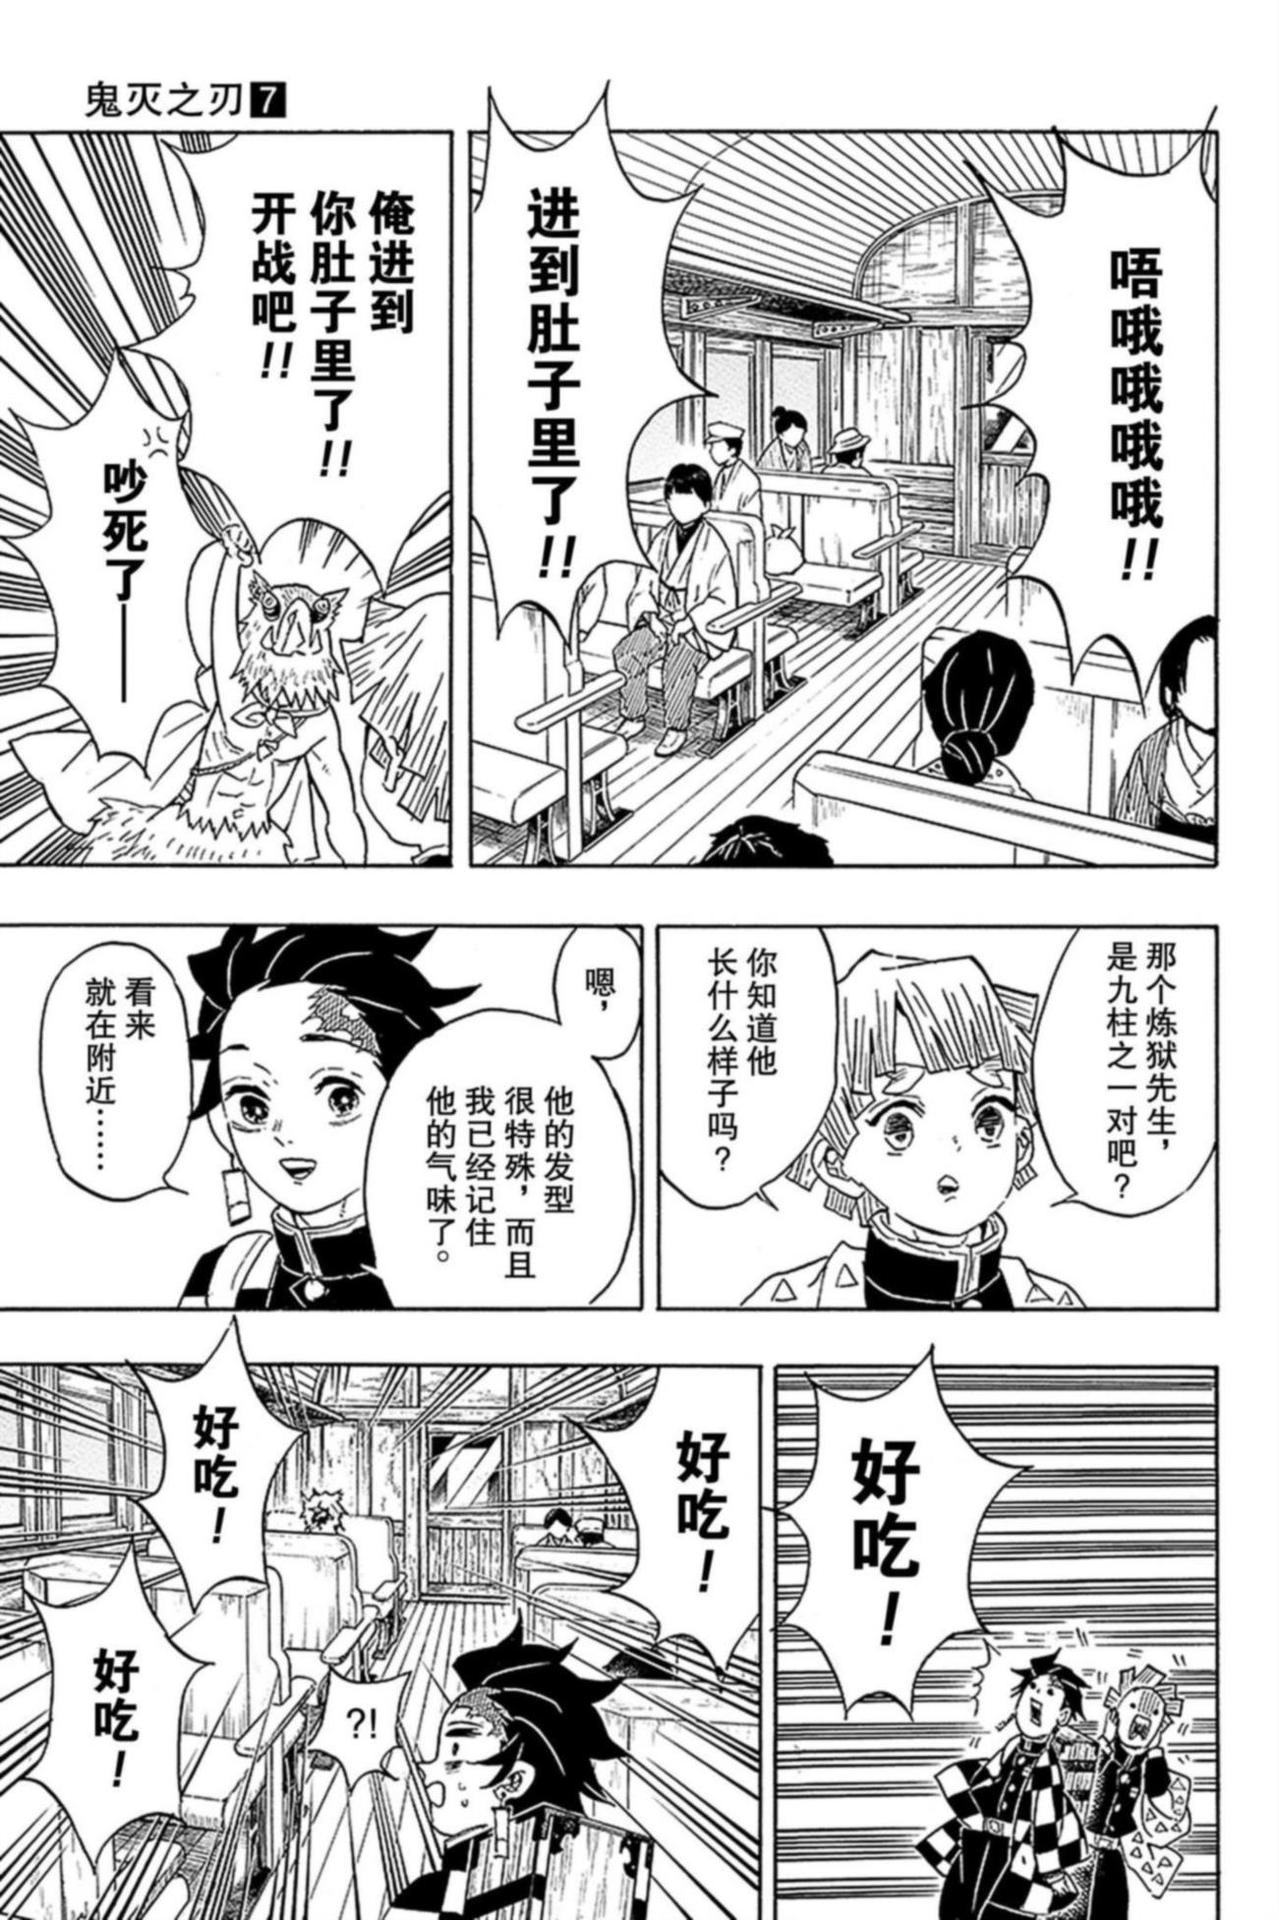 鬼灭之刃7
唔哦哦哦哦!!
进到肚子里了!!
俺进到
你肚子里了!!
开战吧!!
吵死了——
那个炼狱先生，
是九柱之一对吧？
你知道他
长什么样子吗？
嗯，
他的发型
很特殊，而且
我已经记住
他的气味了。
看来
就在附近……
好吃！
好吃！
?!
好吃！
好吃！